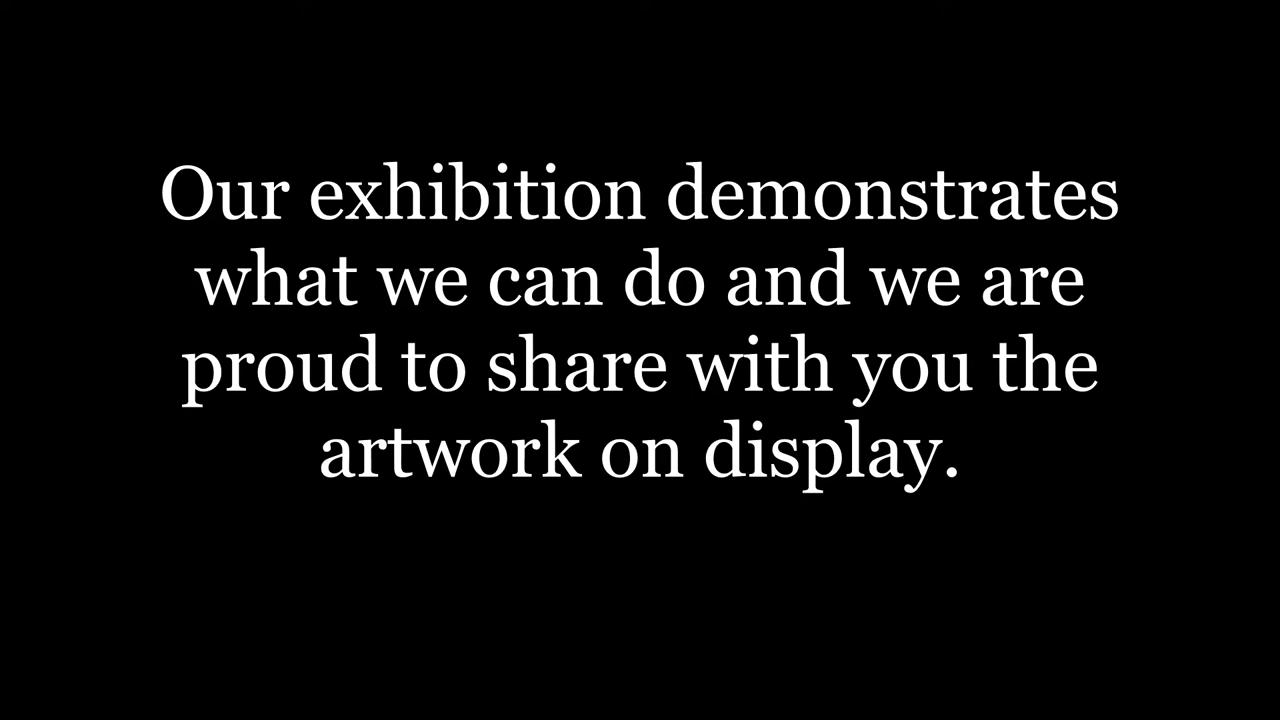 Our exhibition demonstrates
what we can do and we are
proud to share with you the
artwork on display.